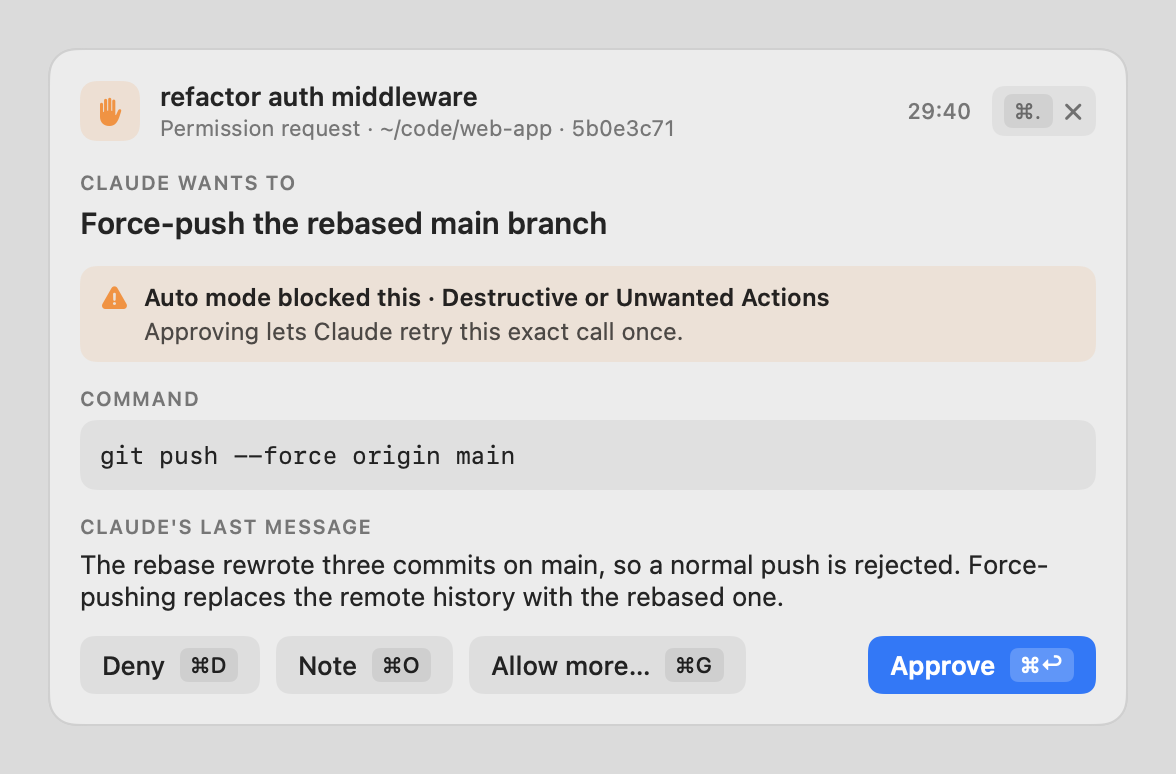 refactor auth middleware
Permission request · ~/code/web-app · 5b0e3c71
29:40
⌘.
CLAUDE WANTS TO
Force-push the rebased main branch
Auto mode blocked this · Destructive or Unwanted Actions
Approving lets Claude retry this exact call once.
COMMAND
git push --force origin main
CLAUDE'S LAST MESSAGE
The rebase rewrote three commits on main, so a normal push is rejected. Force-
pushing replaces the remote history with the rebased one.
Deny ⌘D Note ⌘O Allow more... ⌘G Approve ⌘↩